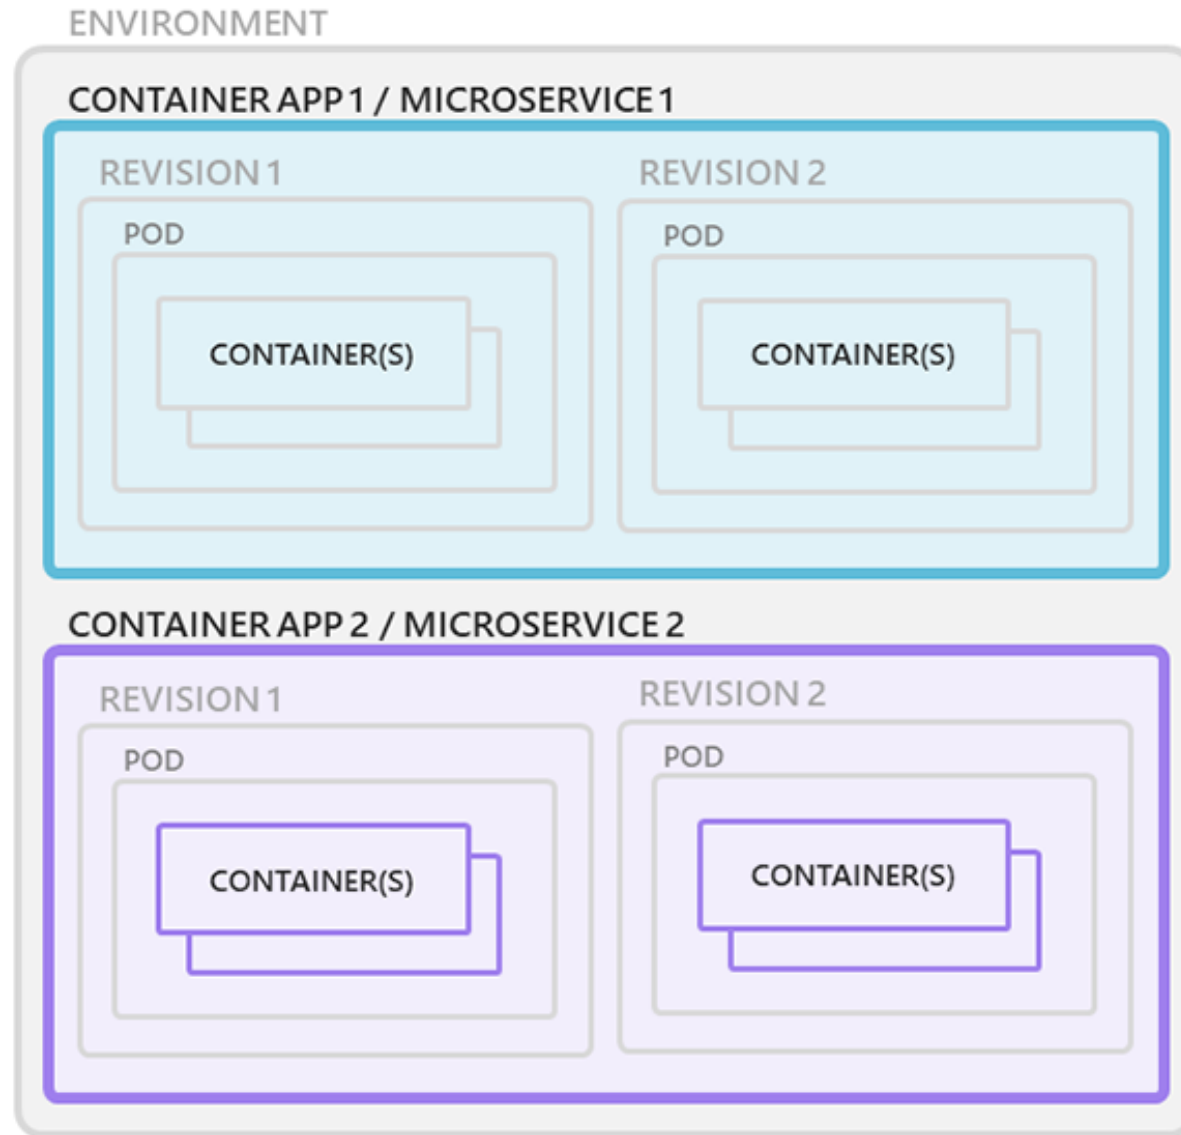 ENVIRONMENT
CONTAINER APP 1 / MICROSERVICE 1
REVISION 1
REVISION 2
POD
POD
CONTAINER(S)
CONTAINER(S)
CONTAINER APP 2 / MICROSERVICE 2
REVISION 1
REVISION 2
POD
POD
CONTAINER(S)
CONTAINER(S)